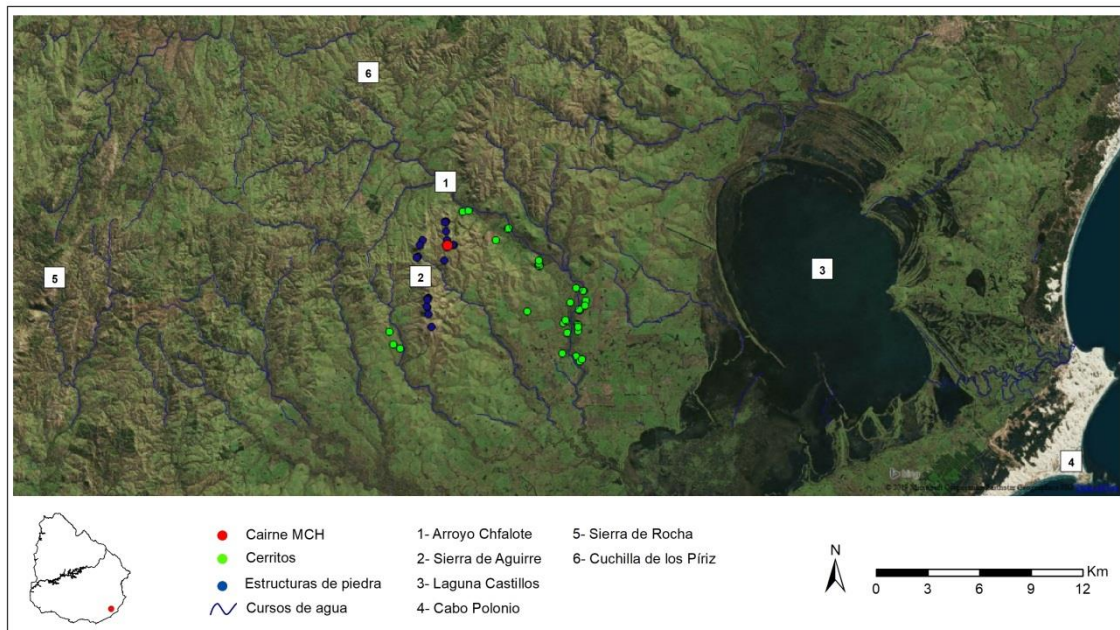 6
1
5
2
3
4
bing
Cairne MCH
Cerritos
Estructuras de piedra
Cursos de agua
1- Arroyo Chfalote
2- Sierra de Aguirre
3- Laguna Castillos
4- Cabo Polonio
5- Sierra de Rocha
6- Cuchilla de los Píriz
N
Km
0 3 6 9 12